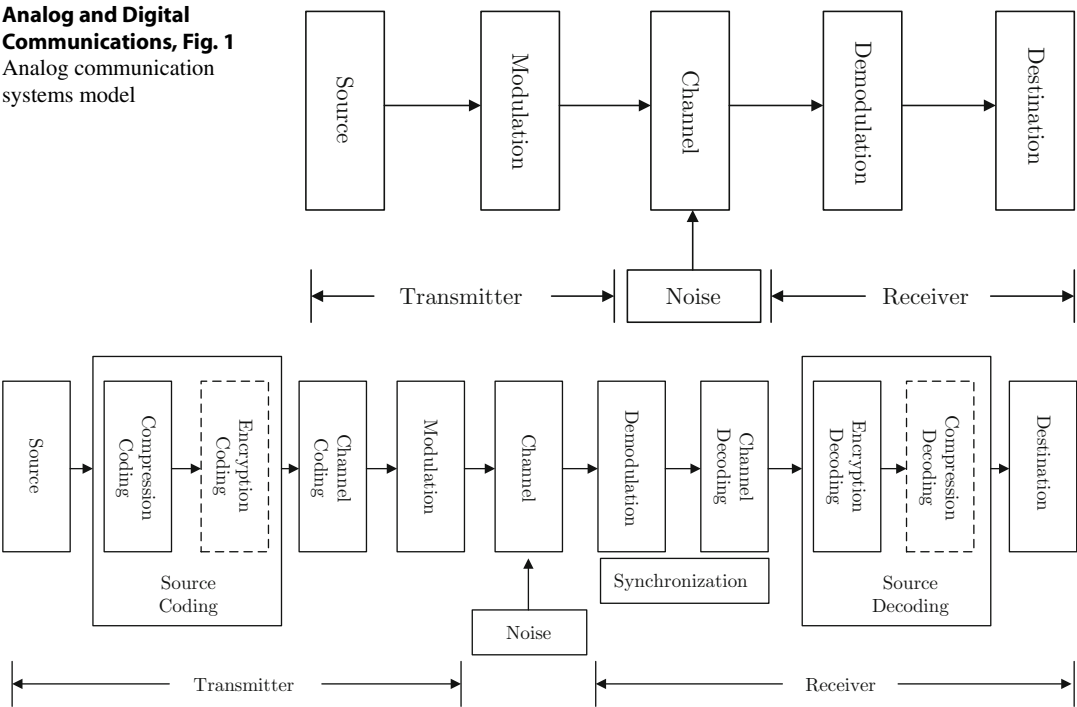 Analog and Digital
Communications, Fig. 1
Analog communication
systems model
Source
Modulation
Channel
Demodulation
Destination
Transmitter
Noise
Receiver
Source
Compression
Coding
Encryption
Coding
Source
Coding
Channel
Coding
Modulation
Channel
Noise
Demodulation
Channel
Decoding
Synchronization
Encryption
Decoding
Compression
Decoding
Source
Decoding
Destination
Transmitter
Receiver